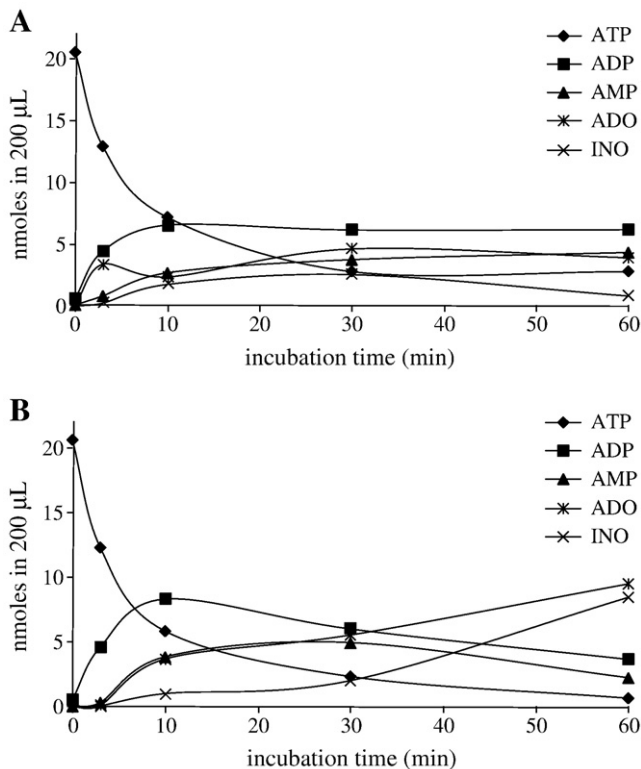 A
20
15
10
5
0
nmoles in 200 µL
0 10 20 30 40 50 60
incubation time (min)
ATP
ADP
AMP
ADO
INO
B
20
15
10
5
0
nmoles in 200 µL
0 10 20 30 40 50 60
incubation time (min)
ATP
ADP
AMP
ADO
INO